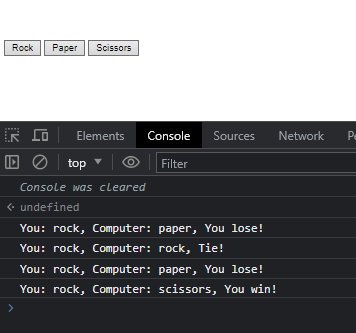 Rock Paper Scissors
Elements Console Sources Network
top Filter
Console was cleared
undefined
You: rock, Computer: paper, You lose!
You: rock, Computer: rock, Tie!
You: rock, Computer: paper, You lose!
You: rock, Computer: scissors, You win!